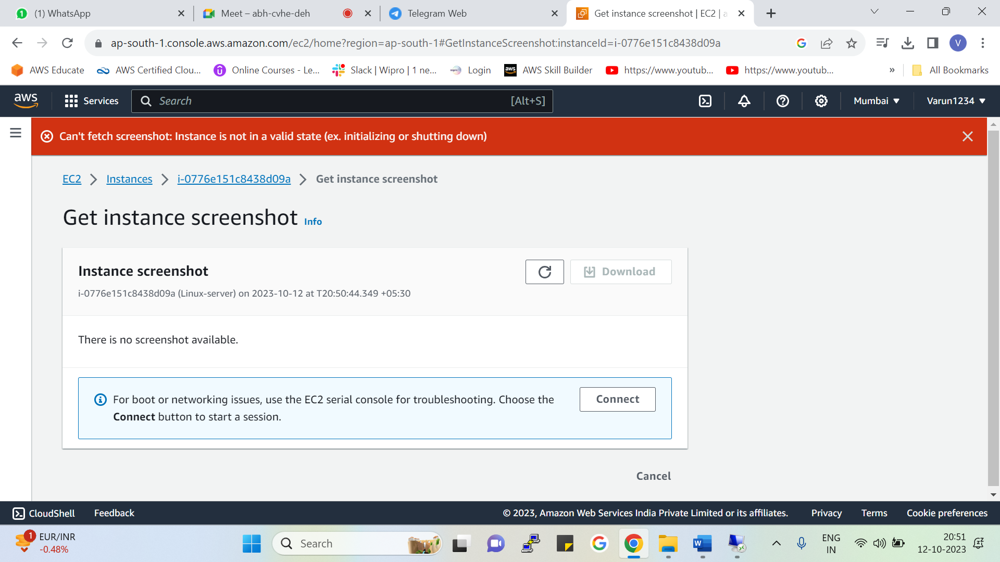 (1) WhatsApp
Meet – abh-cvhe-deh
Telegram Web
Get instance screenshot | EC2 | a
ap-south-1.console.aws.amazon.com/ec2/home?region=ap-south-1#GetInstanceScreenshot:instanceId=i-0776e151c8438d09a
V
AWS Educate
AWS Certified Clou...
Online Courses - Le...
Slack | Wipro | 1 ne...
Login
AWS Skill Builder
https://www.youtub...
https://www.youtub...
»
All Bookmarks
aws
Services
Search
[Alt+S]
Mumbai
Varun1234
Can't fetch screenshot: Instance is not in a valid state (ex. initializing or shutting down)
EC2
Instances
i-0776e151c8438d09a
Get instance screenshot
Get instance screenshot Info
Instance screenshot
Download
i-0776e151c8438d09a (Linux-server) on 2023-10-12 at T20:50:44.349 +05:30
There is no screenshot available.
For boot or networking issues, use the EC2 serial console for troubleshooting. Choose the
Connect button to start a session.
Connect
Cancel
CloudShell
Feedback
© 2023, Amazon Web Services India Private Limited or its affiliates.
Privacy
Terms
Cookie preferences
1
EUR/INR
-0.48%
Search
ENG
IN
20:51
12-10-2023